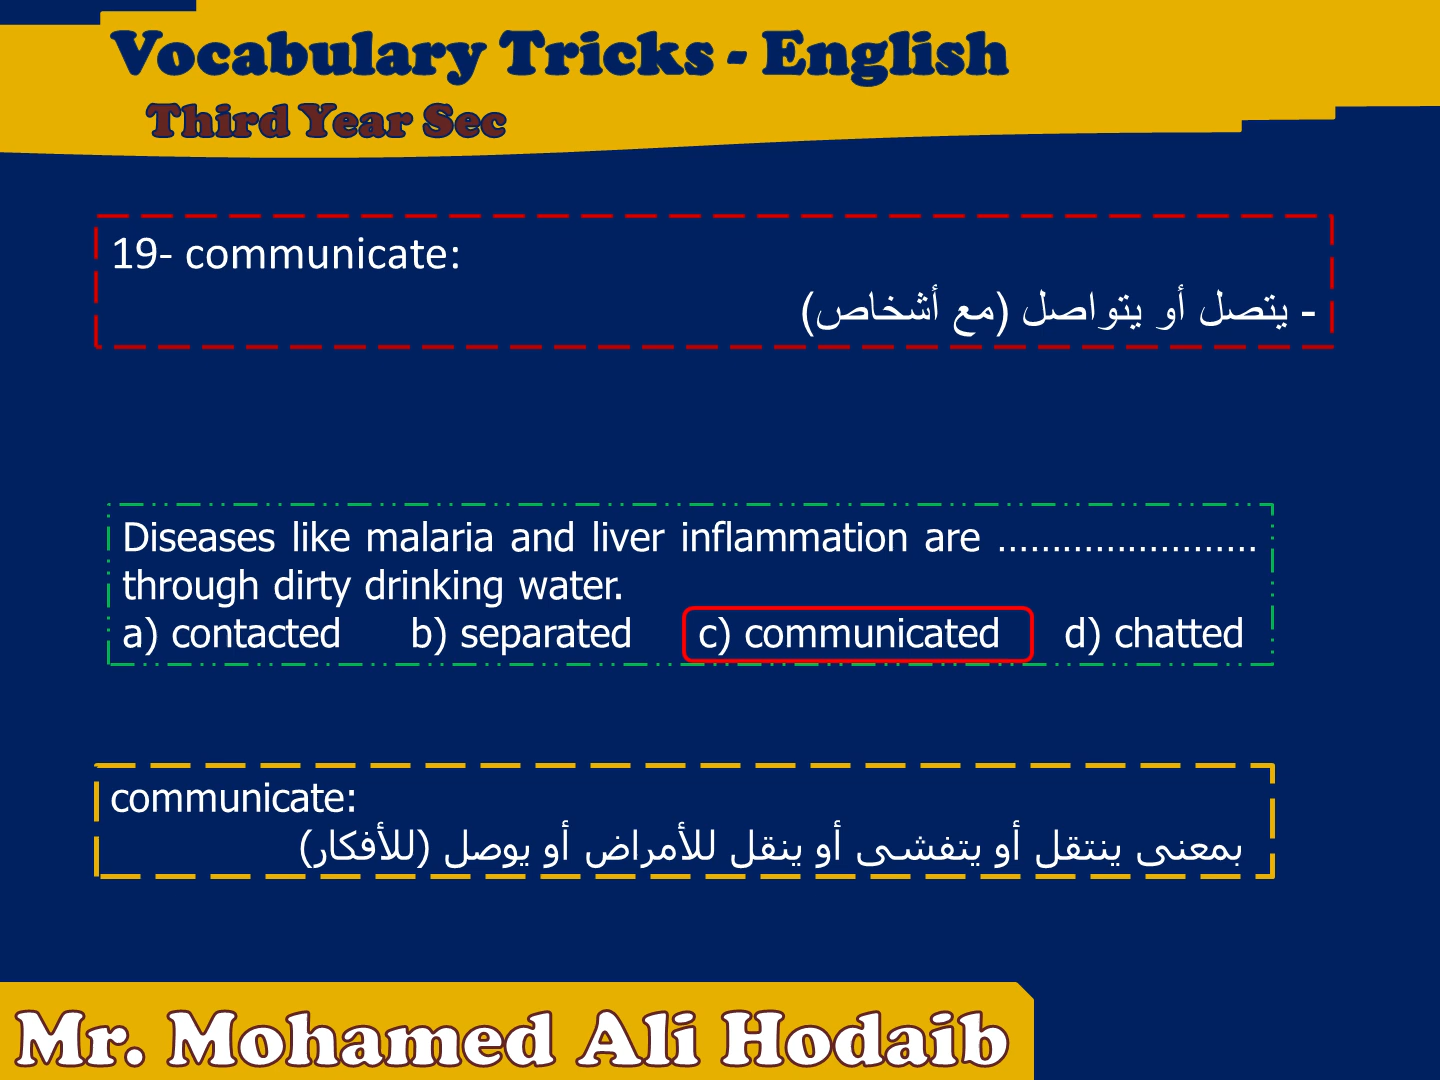 Vocabulary Tricks - English
Third Year Sec
19- communicate:
- يتصل أو يتواصل (مع أشخاص)
Diseases like malaria and liver inflammation are ……………………
through dirty drinking water.
a) contacted b) separated c) communicated d) chatted
communicate:
بمعنى ينتقل أو يتفشى أو ينقل للأمراض أو يوصل (للأفكار)
Mr. Mohamed Ali Hodaib